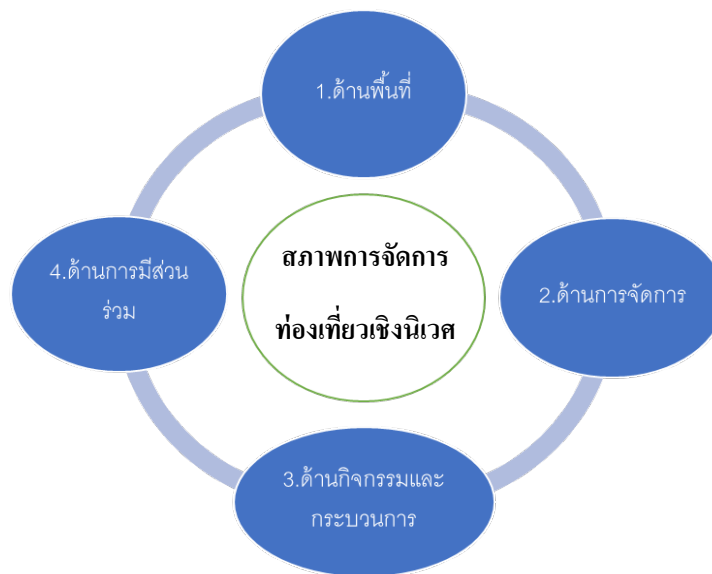 1.ด้านพื้นที่
สภาพการจัดการ
ท่องเที่ยวเชิงนิเวศ
2.ด้านการจัดการ
3.ด้านกิจกรรมและ
กระบวนการ
4.ด้านการมีส่วน
ร่วม